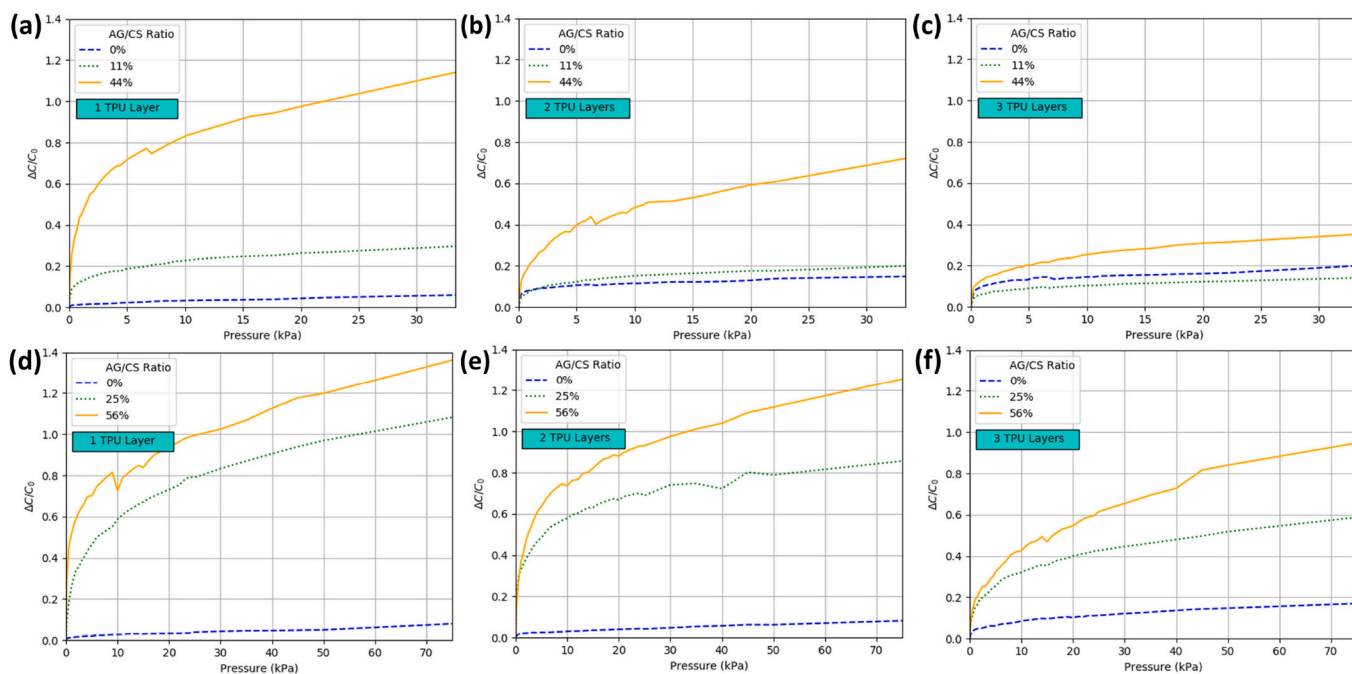 (a)
1.4
1.2
1.0
0.8
0.6
0.4
0.2
0.0
ΔC/C₀
AG/CS Ratio
0%
11%
44%
1 TPU Layer
0 5 10 15 20 25 30
Pressure (kPa)
(b)
1.4
1.2
1.0
0.8
0.6
0.4
0.2
0.0
ΔC/C₀
AG/CS Ratio
0%
11%
44%
2 TPU Layers
0 5 10 15 20 25 30
Pressure (kPa)
(c)
1.4
1.2
1.0
0.8
0.6
0.4
0.2
0.0
ΔC/C₀
AG/CS Ratio
0%
11%
44%
3 TPU Layers
0 5 10 15 20 25 30
Pressure (kPa)
(d)
1.4
1.2
1.0
0.8
0.6
0.4
0.2
0.0
ΔC/C₀
AG/CS Ratio
0%
25%
56%
1 TPU Layer
0 10 20 30 40 50 60 70
Pressure (kPa)
(e)
1.4
1.2
1.0
0.8
0.6
0.4
0.2
0.0
ΔC/C₀
AG/CS Ratio
0%
25%
56%
2 TPU Layers
0 10 20 30 40 50 60 70
Pressure (kPa)
(f)
1.4
1.2
1.0
0.8
0.6
0.4
0.2
0.0
ΔC/C₀
AG/CS Ratio
0%
25%
56%
3 TPU Layers
0 10 20 30 40 50 60 70
Pressure (kPa)